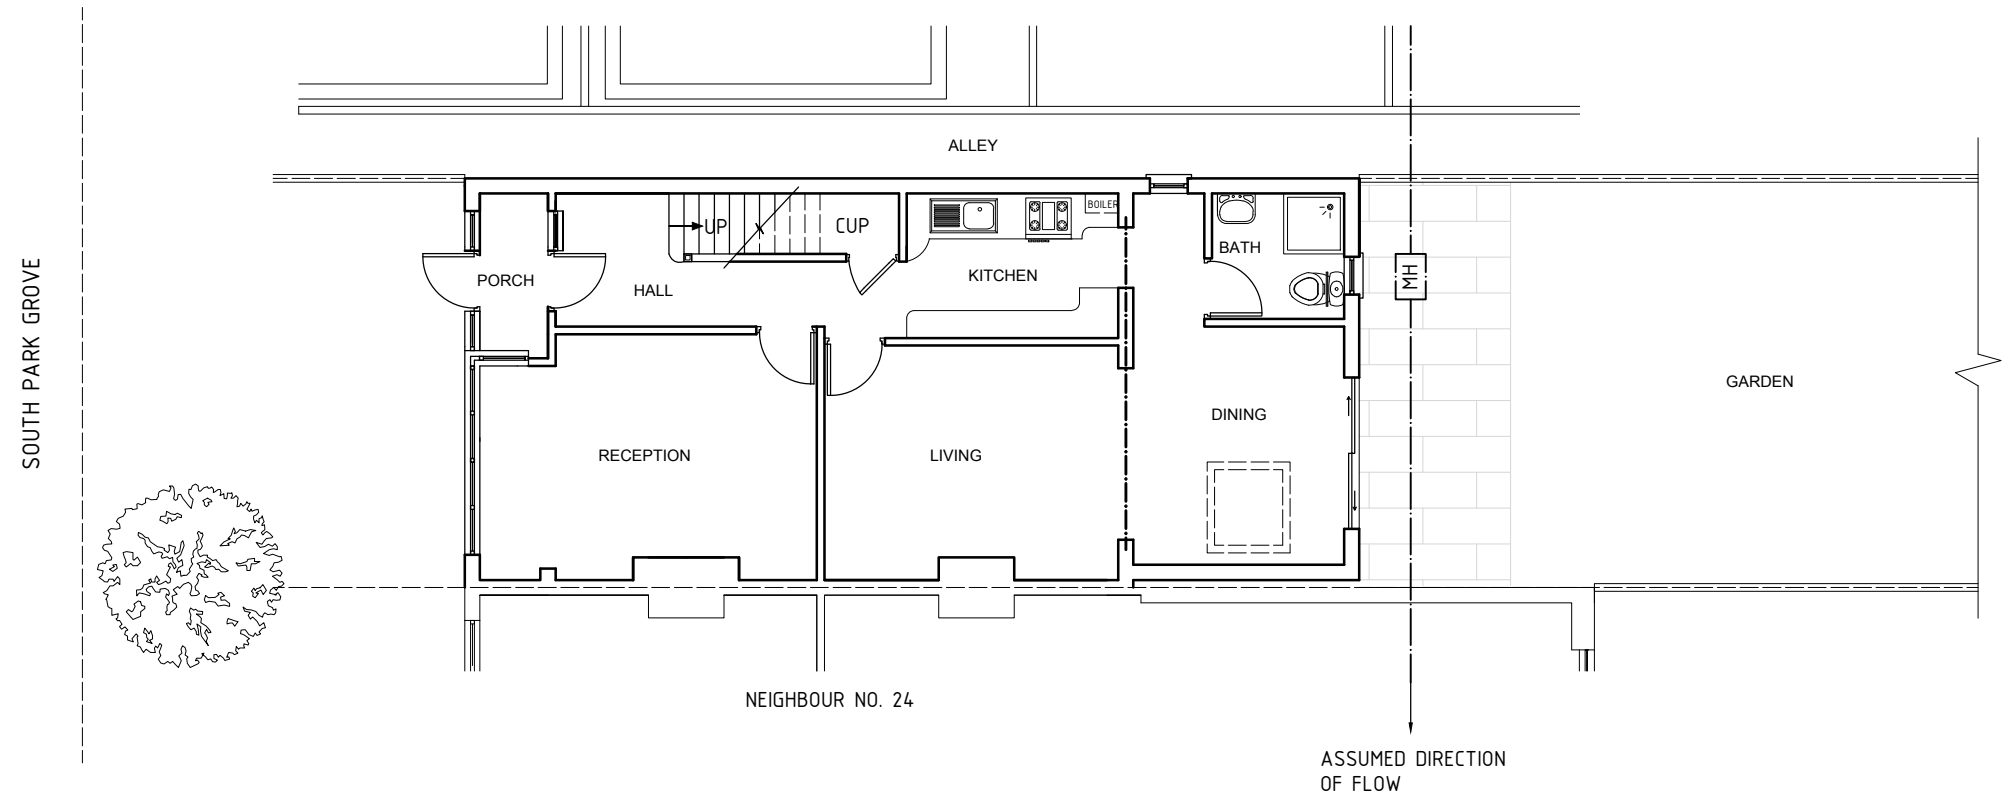 ALLEY
SOUTH PARK GROVE
PORCH
HALL
UP
CUP
KITCHEN
BOILER
BATH
MH
RECEPTION
LIVING
DINING
GARDEN
NEIGHBOUR NO. 24
ASSUMED DIRECTION
OF FLOW